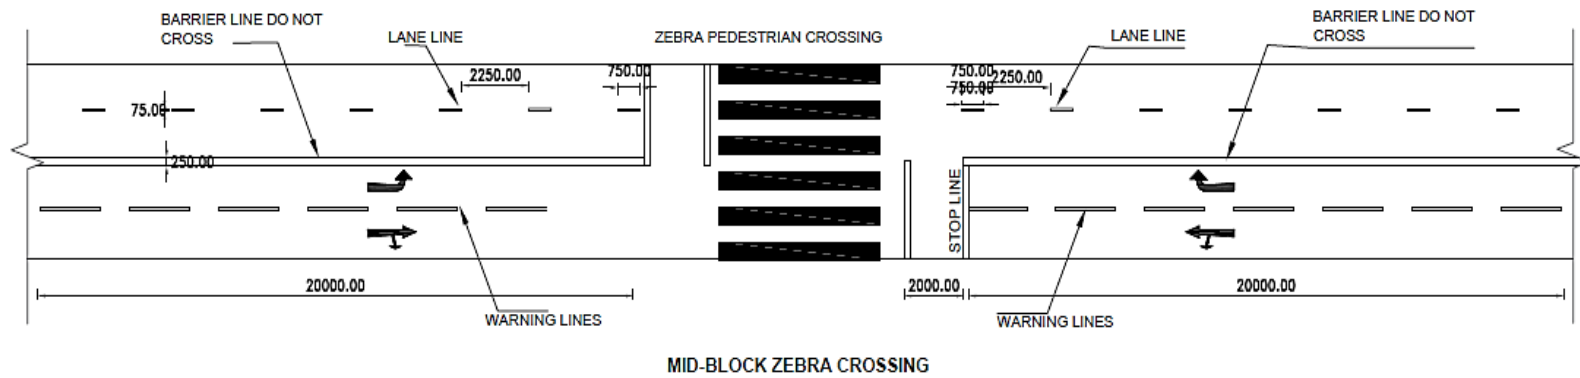 BARRIER LINE DO NOT
CROSS
LANE LINE
ZEBRA PEDESTRIAN CROSSING
LANE LINE
BARRIER LINE DO NOT
CROSS
2250.00
750.00
750.00
2250.00
750.00
75.00
250.00
STOP LINE
20000.00
2000.00
20000.00
WARNING LINES
WARNING LINES
MID-BLOCK ZEBRA CROSSING